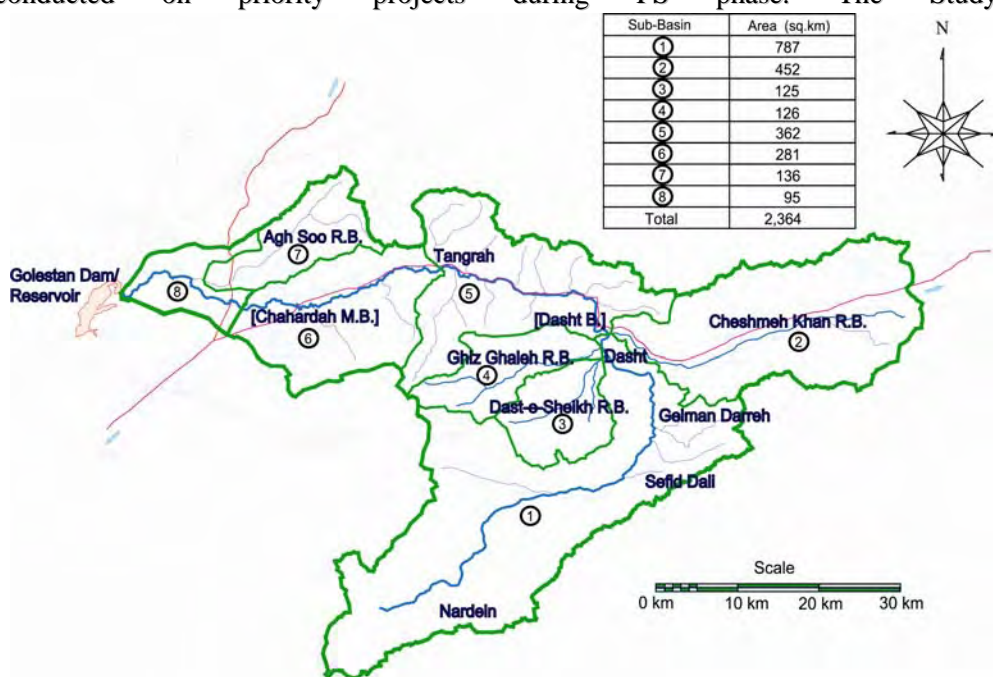 conducted on priority projects during FS phase. The Study
Sub-Basin Area (sq.km)
1 787
2 452
3 125
4 126
5 362
6 281
7 136
8 95
Total 2,364
N
Agh Soo R.B.
7
Tangrah
Golestan Dam/
Reservoir
8
5
[Chahardah M.B.]
6
[Dasht B.]
Cheshmeh Khan R.B.
2
Ghiz Ghaleh R.B.
Dasht
4
Dast-e-Sheikh R.B.
3
Gelman Darreh
Sefid Dali
1
Nardein
Scale
0 km 10 km 20 km 30 km